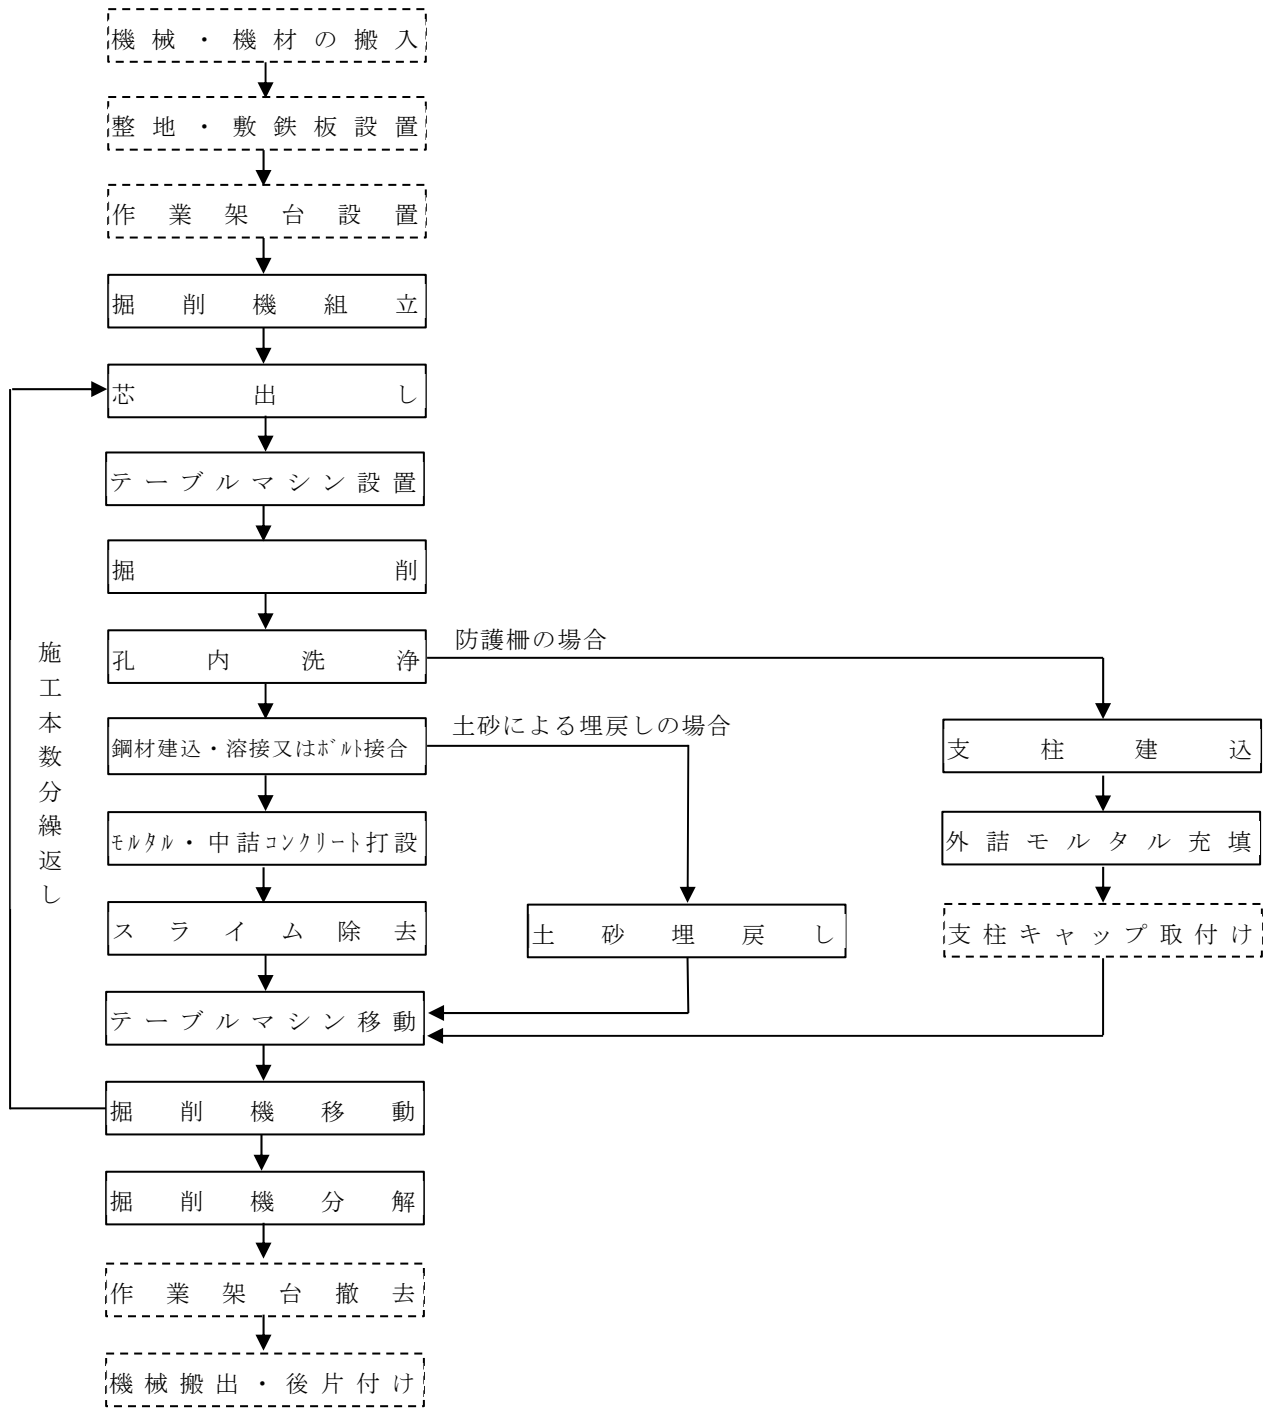 機械・機材の搬入
整地・敷鉄板設置
作業架台設置
掘削機組立
芯出し
テーブルマシン設置
掘削
孔内洗浄
防護柵の場合
鋼材建込・溶接又はﾎﾞﾙﾄ接合
土砂による埋戻しの場合
支柱建込
ﾓﾙﾀﾙ・中詰ｺﾝｸﾘｰﾄ打設
外詰モルタル充填
スライム除去
土砂埋戻し
支柱キャップ取付け
テーブルマシン移動
掘削機移動
施工本数分繰返し
掘削機分解
作業架台撤去
機械搬出・後片付け